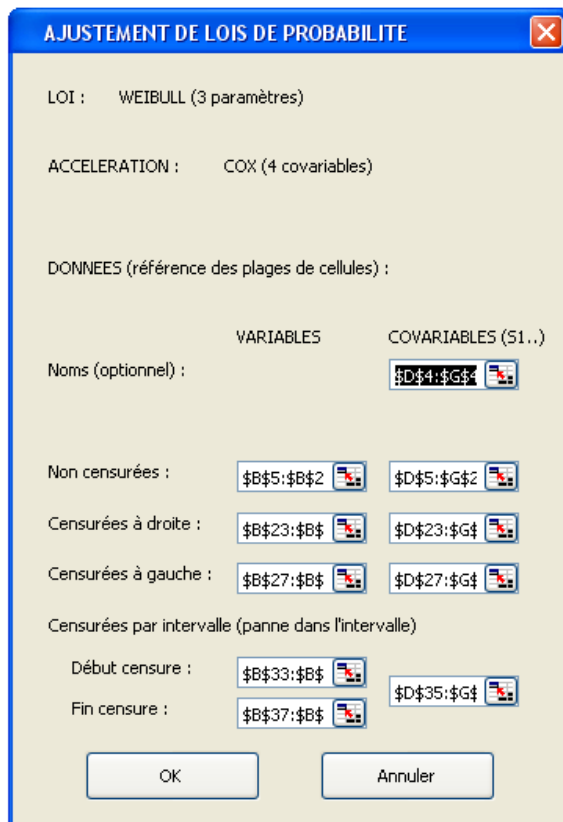 AJUSTEMENT DE LOIS DE PROBABILITE
LOI : WEIBULL (3 paramètres)
ACCELERATION : COX (4 covariables)
DONNEES (référence des plages de cellules) :
VARIABLES COVARIABLES (S1..)
Noms (optionnel) : $D$4:$G$4
Non censurées : $B$5:$B$2 $D$5:$G$2
Censurées à droite : $B$23:$B$ $D$23:$G$
Censurées à gauche : $B$27:$B$ $D$27:$G$
Censurées par intervalle (panne dans l'intervalle)
Début censure : $B$33:$B$
$D$35:$G$
Fin censure : $B$37:$B$
OK Annuler